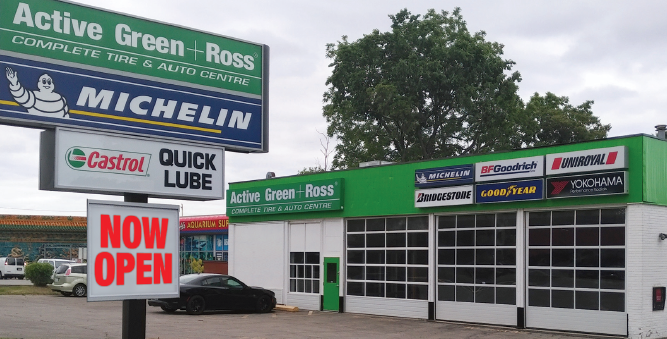 Active Green+Ross
COMPLETE TIRE & AUTO CENTRE
MICHELIN
Castrol
QUICK
LUBE
NOW
OPEN
AQUARIUM
Active Green+Ross
COMPLETE TIRE & AUTO CENTRE
MICHELIN
BFGoodrich
UNIROYAL
BRIDGESTONE
GOODYEAR
YOKOHAMA